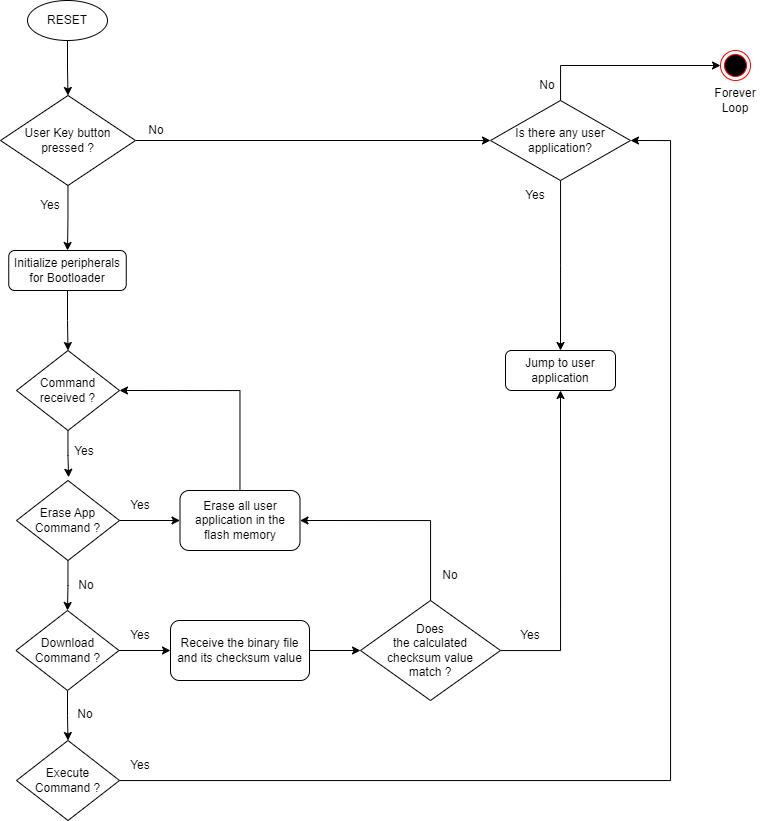 RESET
No
Forever
Loop
User Key button
pressed ?
No
Is there any user
application?
Yes
Yes
Initialize peripherals
for Bootloader
Jump to user
application
Command
received ?
Yes
Erase App
Command ?
Yes
Erase all user
application in the
flash memory
No
No
Download
Command ?
Yes
Receive the binary file
and its checksum value
Does
the calculated
checksum value
match ?
Yes
No
Execute
Command ?
Yes